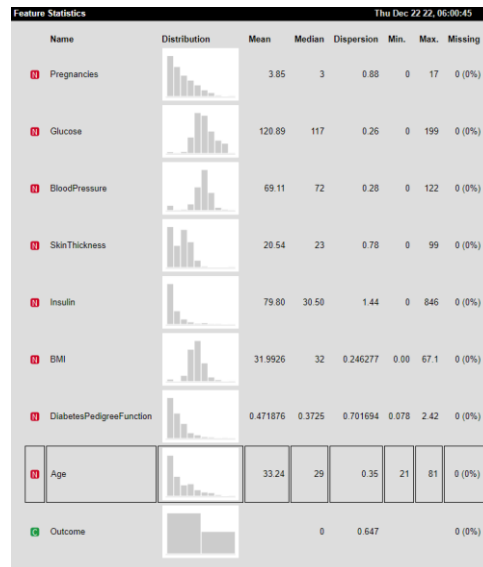 Feature Statistics Thu Dec 22 22, 06:00:45
Name Distribution Mean Median Dispersion Min. Max. Missing
N Pregnancies 3.85 3 0.88 0 17 0 (0%)
N Glucose 120.89 117 0.26 0 199 0 (0%)
N BloodPressure 69.11 72 0.28 0 122 0 (0%)
N SkinThickness 20.54 23 0.78 0 99 0 (0%)
N Insulin 79.80 30.50 1.44 0 846 0 (0%)
N BMI 31.9926 32 0.246277 0.00 67.1 0 (0%)
N DiabetesPedigreeFunction 0.471876 0.3725 0.701694 0.078 2.42 0 (0%)
N Age 33.24 29 0.35 21 81 0 (0%)
C Outcome 0 0.647 0 (0%)